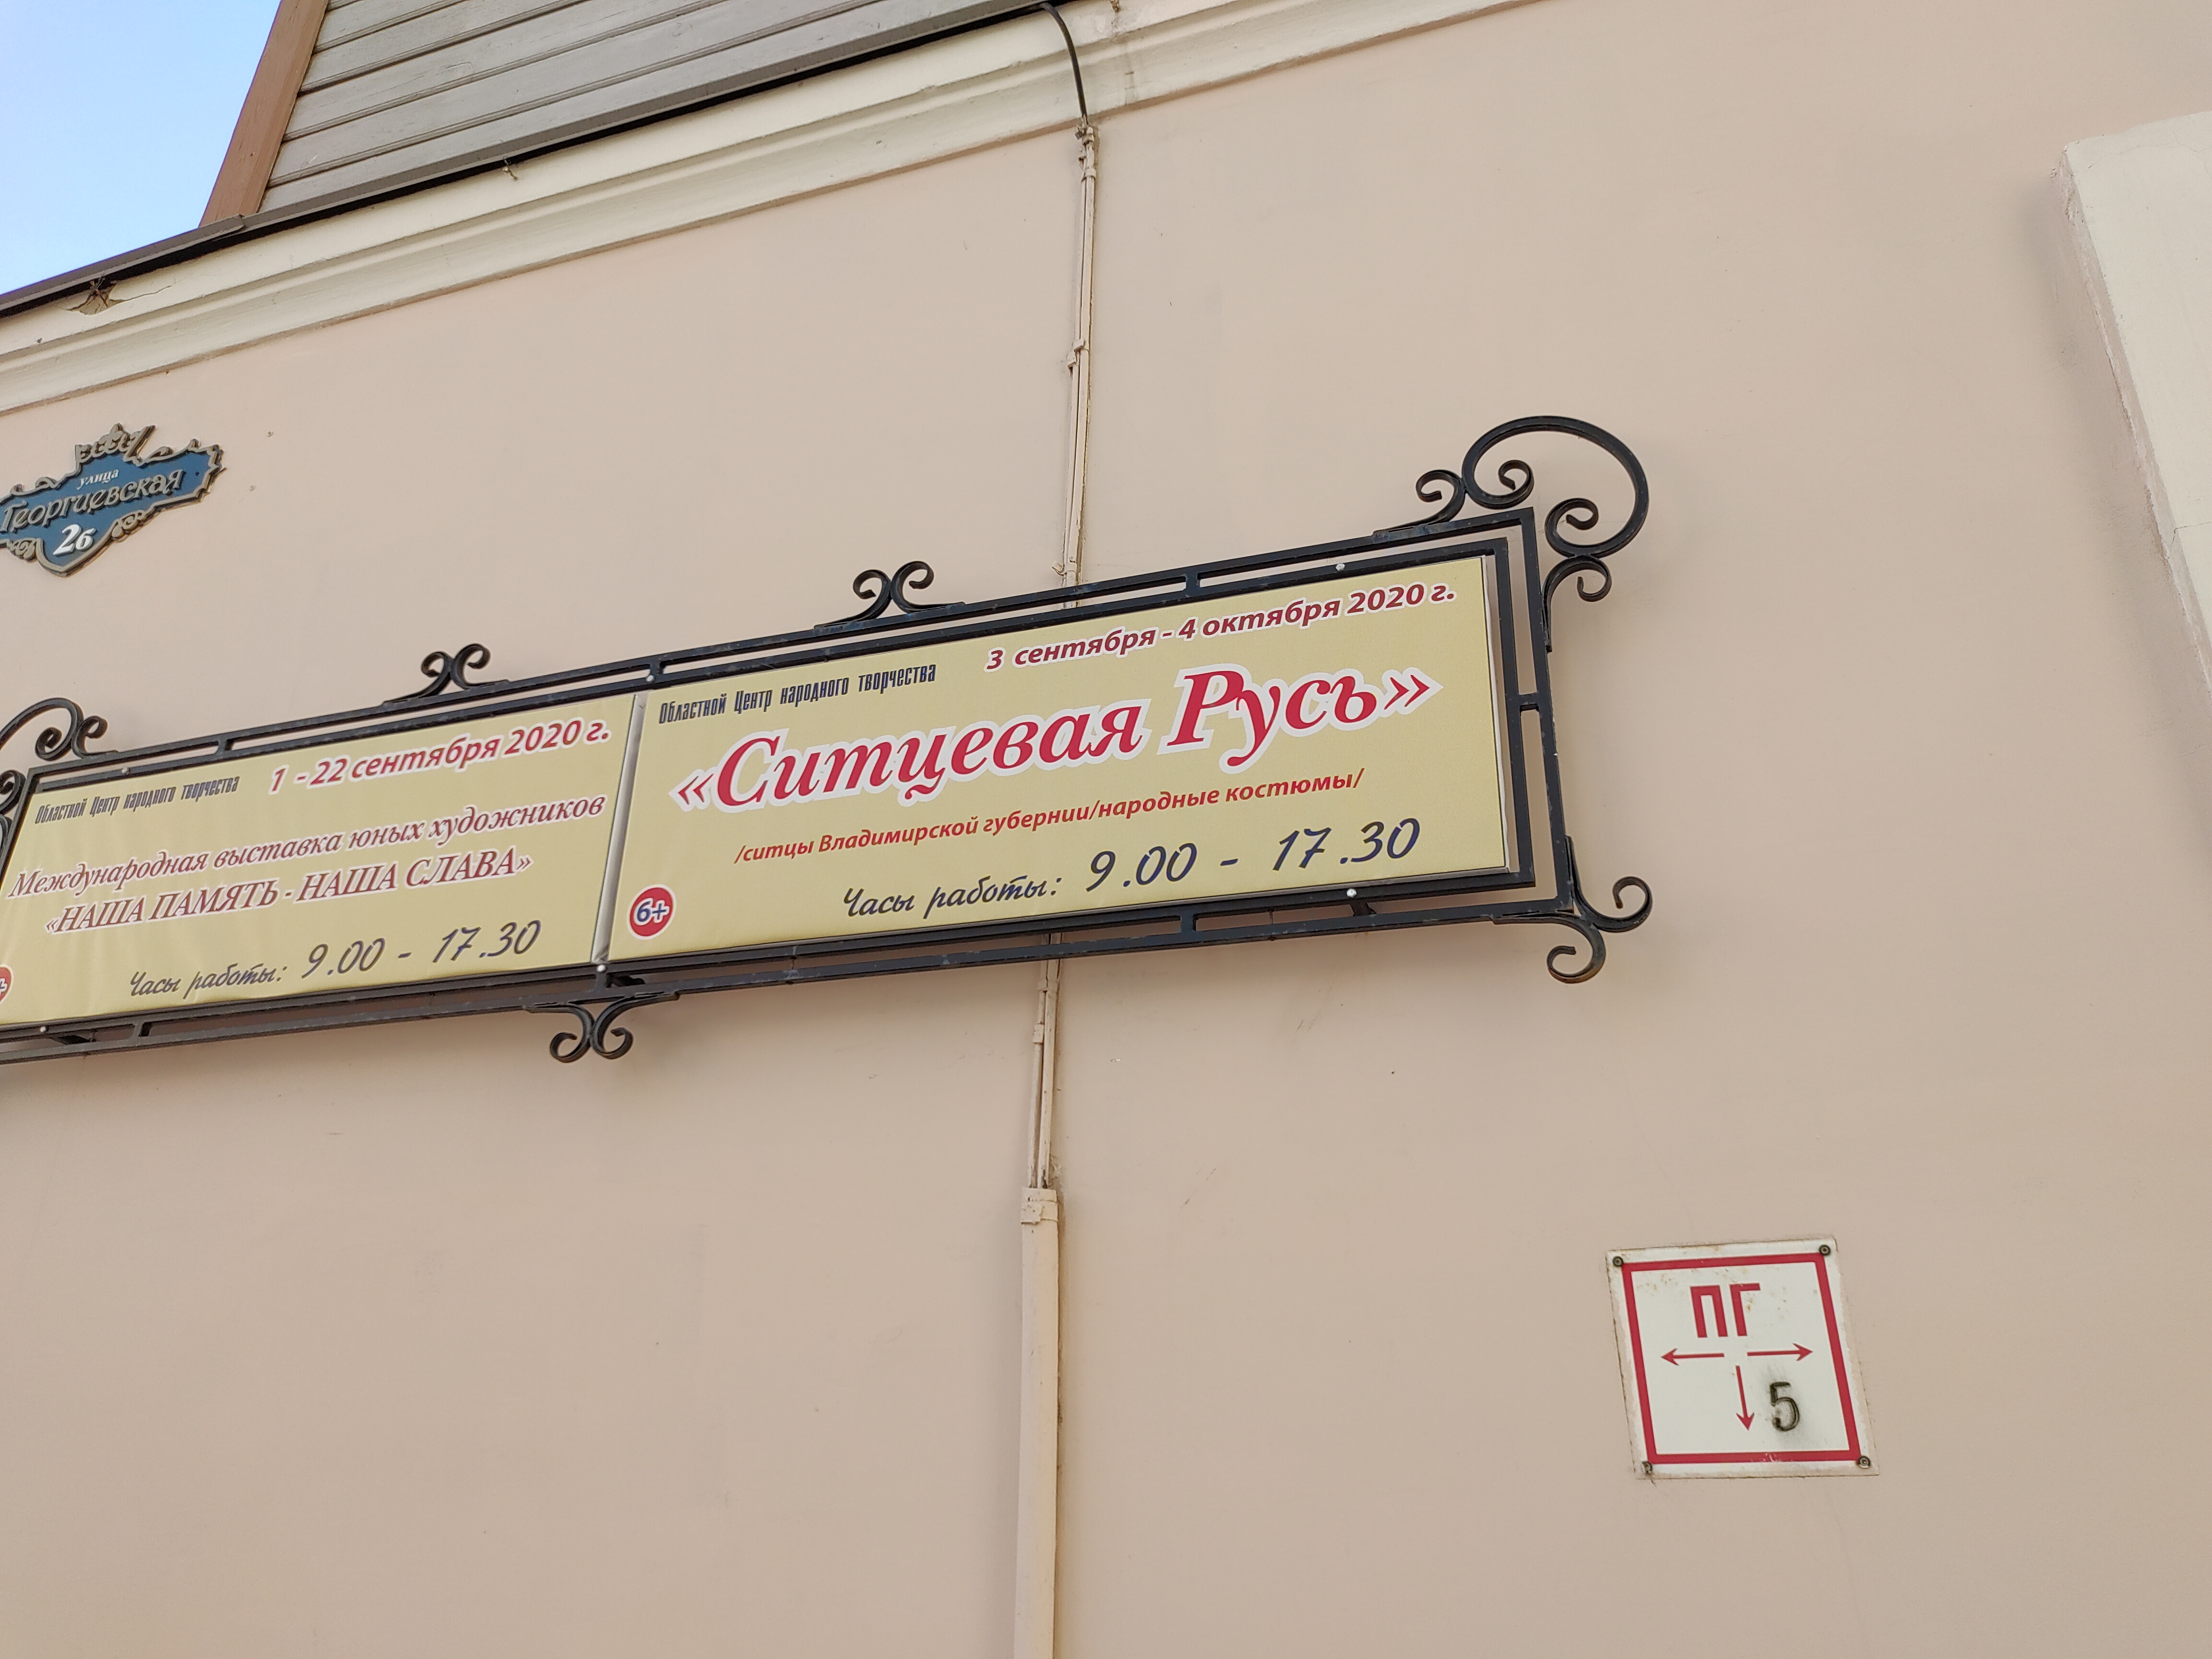 улица
Георгиевская
2б
Областной Центр народного творчества
1 - 22 сентября 2020 г.
Международная выставка юных художников
«НАША ПАМЯТЬ - НАША СЛАВА»
Часы работы: 9.00 - 17.30
Областной Центр народного творчества
3 сентября - 4 октября 2020 г.
«Ситцевая Русь»
/ситцы Владимирской губернии/народные костюмы/
6+
Часы работы: 9.00 - 17.30
ПГ
5